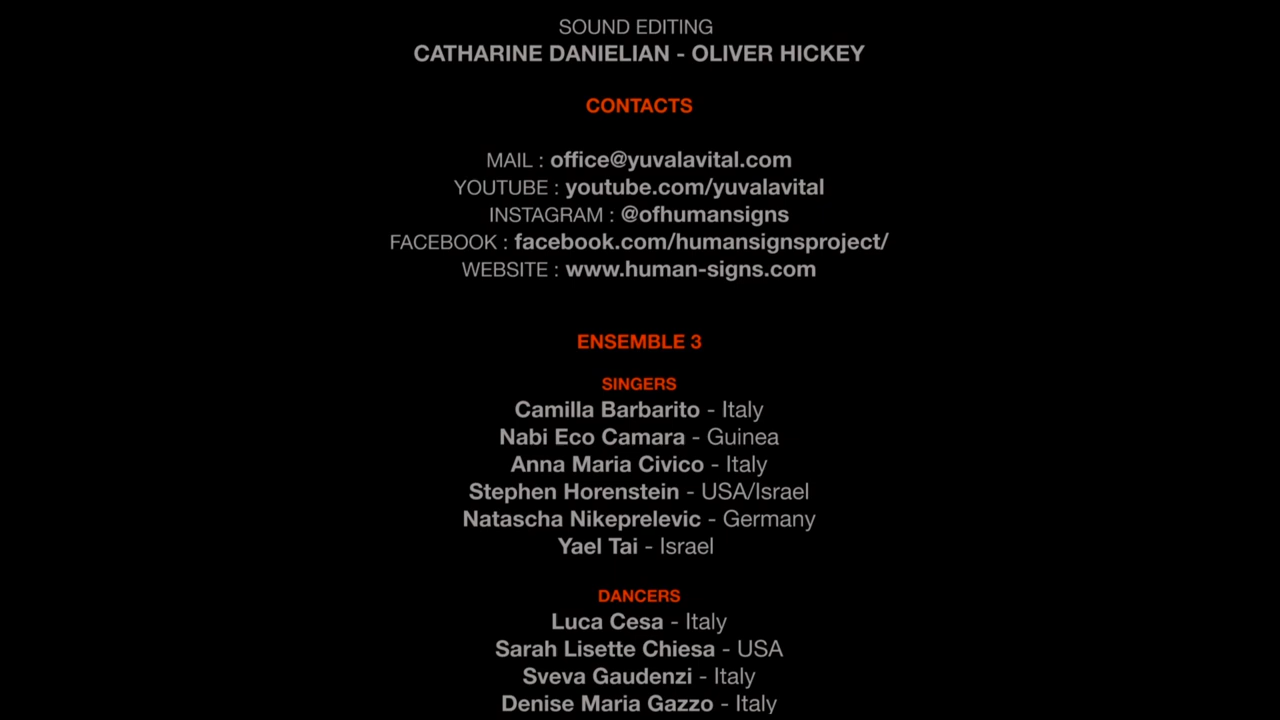 SOUND EDITING
CATHARINE DANIELIAN - OLIVER HICKEY
CONTACTS
MAIL : office@yuvalavital.com
YOUTUBE : youtube.com/yuvalavital
INSTAGRAM : @ofhumansigns
FACEBOOK : facebook.com/humansignsproject/
WEBSITE : www.human-signs.com
ENSEMBLE 3
SINGERS
Camilla Barbarito - Italy
Nabi Eco Camara - Guinea
Anna Maria Civico - Italy
Stephen Horenstein - USA/Israel
Natascha Nikeprelevic - Germany
Yael Tai - Israel
DANCERS
Luca Cesa - Italy
Sarah Lisette Chiesa - USA
Sveva Gaudenzi - Italy
Denise Maria Gazzo - Italy